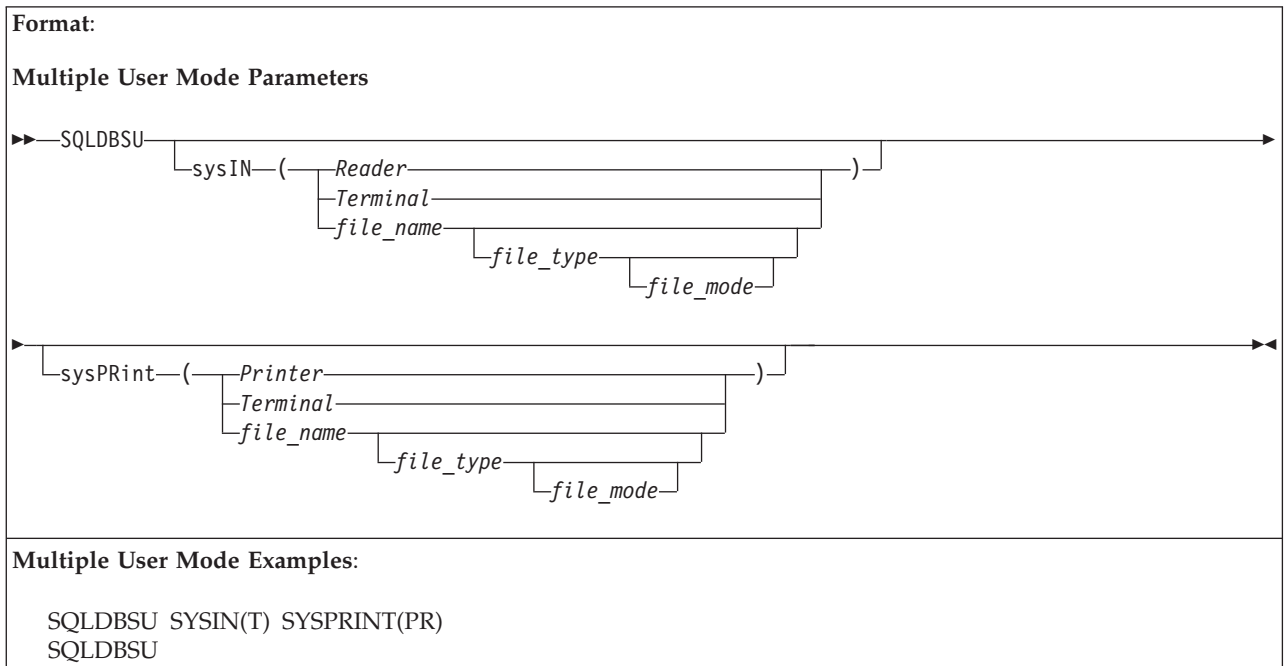 Format:
Multiple User Mode Parameters
SQLDBSU
sysIN ( Reader )
Terminal
file_name
file_type
file_mode
sysPRint ( Printer )
Terminal
file_name
file_type
file_mode
Multiple User Mode Examples:
SQLDBSU SYSIN(T) SYSPRINT(PR)
SQLDBSU